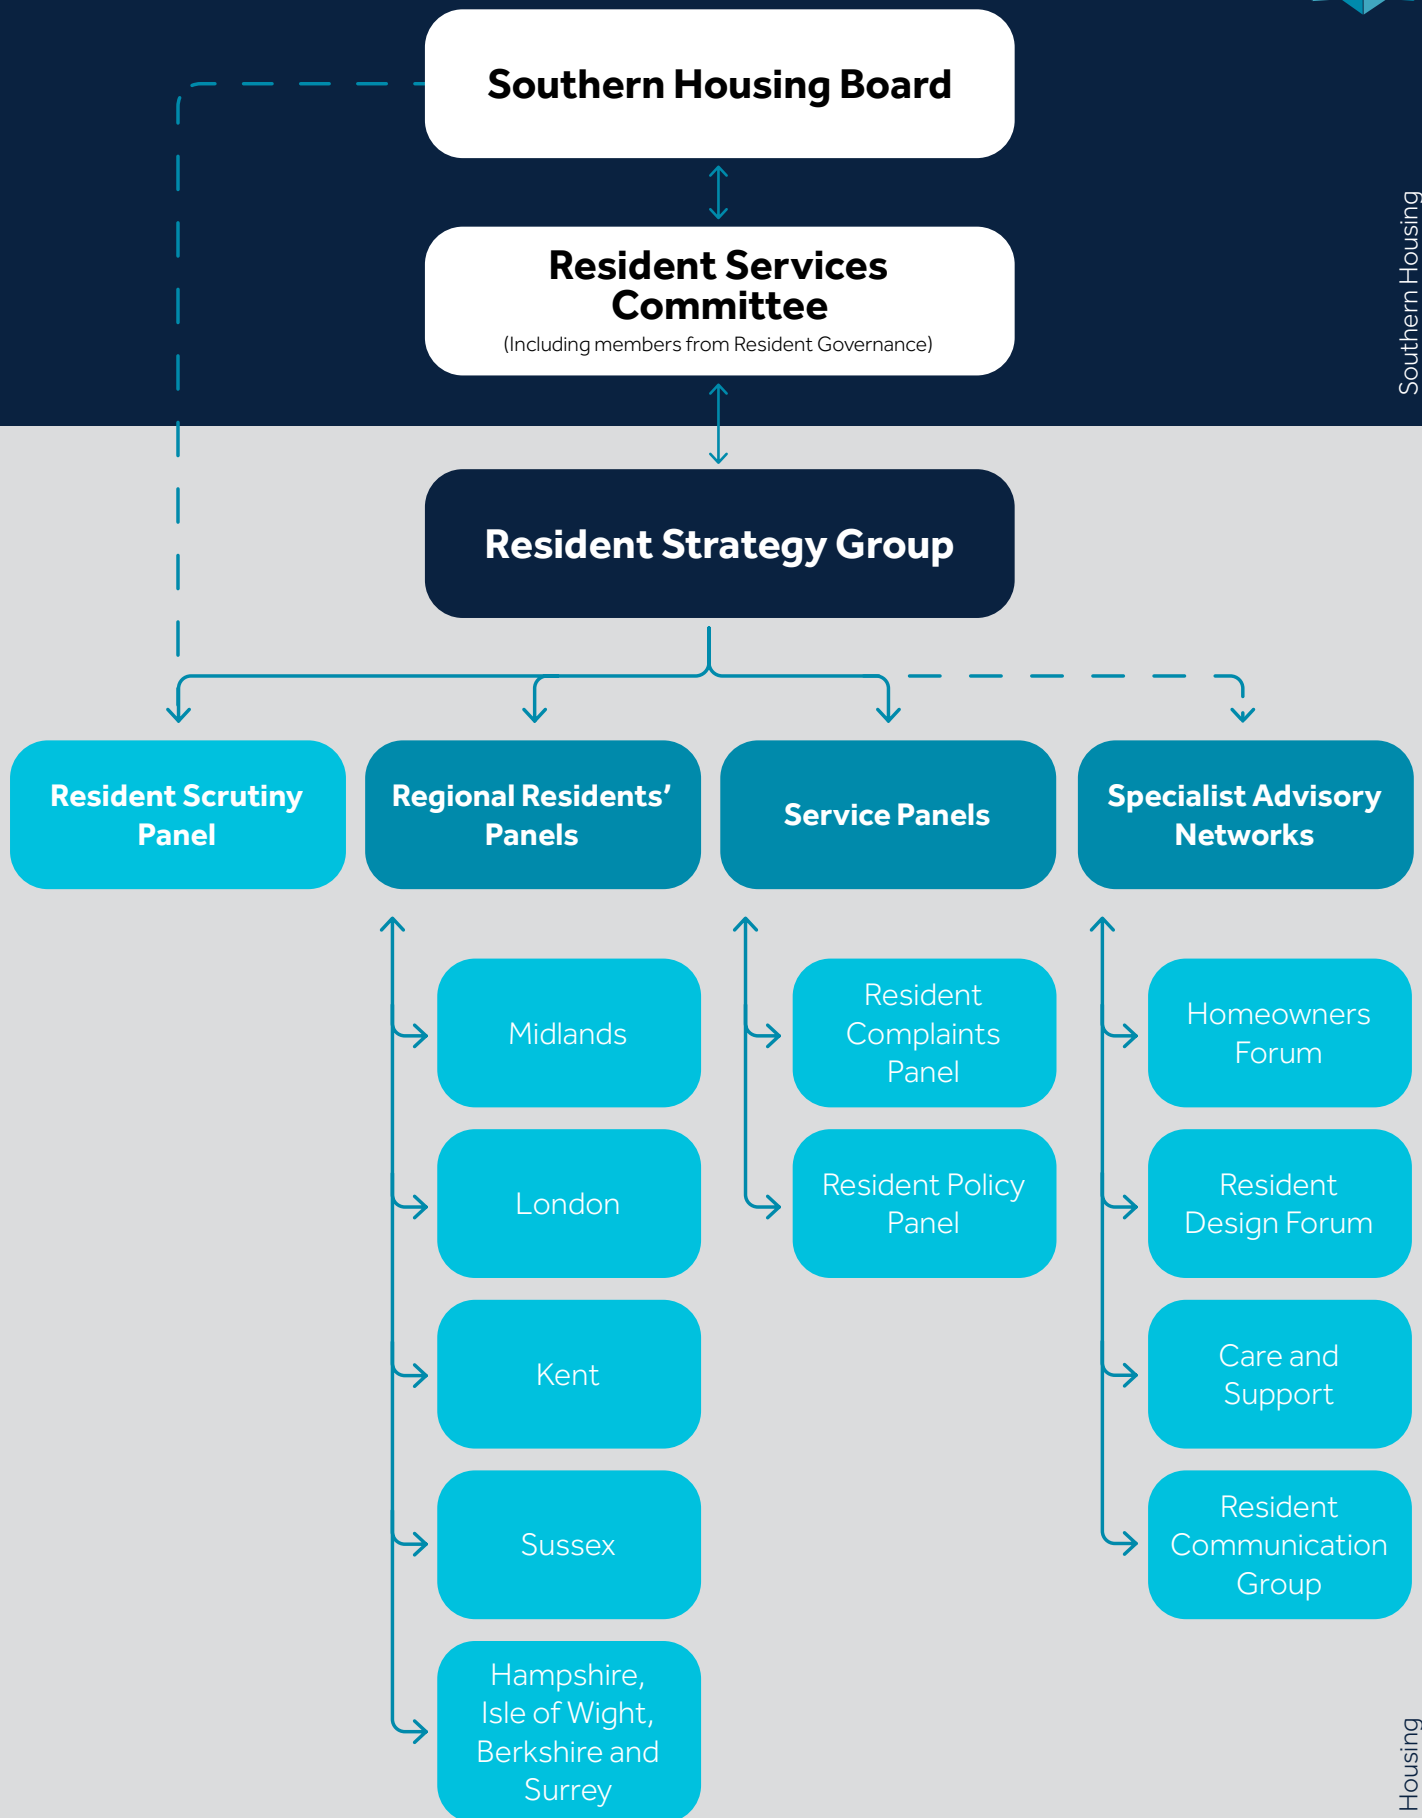 Southern Housing Board
Resident Services
Committee
(Including members from Resident Governance)
Southern Housing
Resident Strategy Group
Resident Scrutiny
Panel
Regional Residents’
Panels
Service Panels
Specialist Advisory
Networks
Midlands
London
Kent
Sussex
Hampshire,
Isle of Wight,
Berkshire and
Surrey
Resident
Complaints
Panel
Resident Policy
Panel
Homeowners
Forum
Resident
Design Forum
Care and
Support
Resident
Communication
Group
Housing